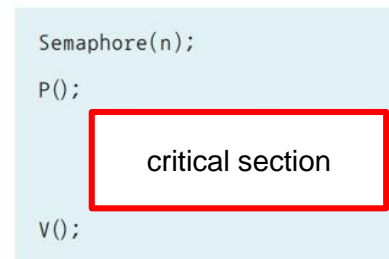 Semaphore(n);
P();
critical section
V();